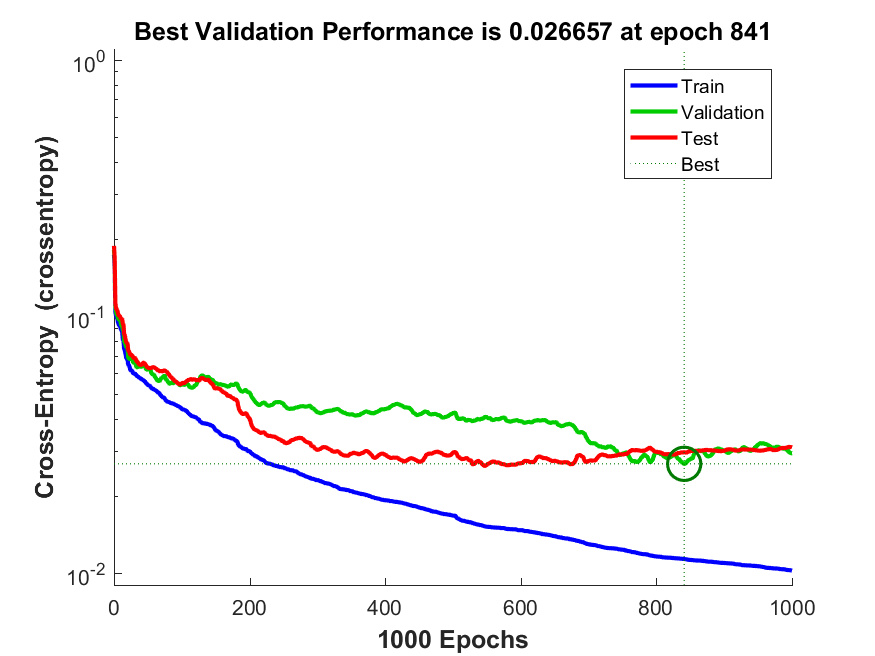 Best Validation Performance is 0.026657 at epoch 841
Train
Validation
Test
Best
Cross-Entropy  (crossentropy)
10^0
10^-1
10^-2
0 200 400 600 800 1000
1000 Epochs